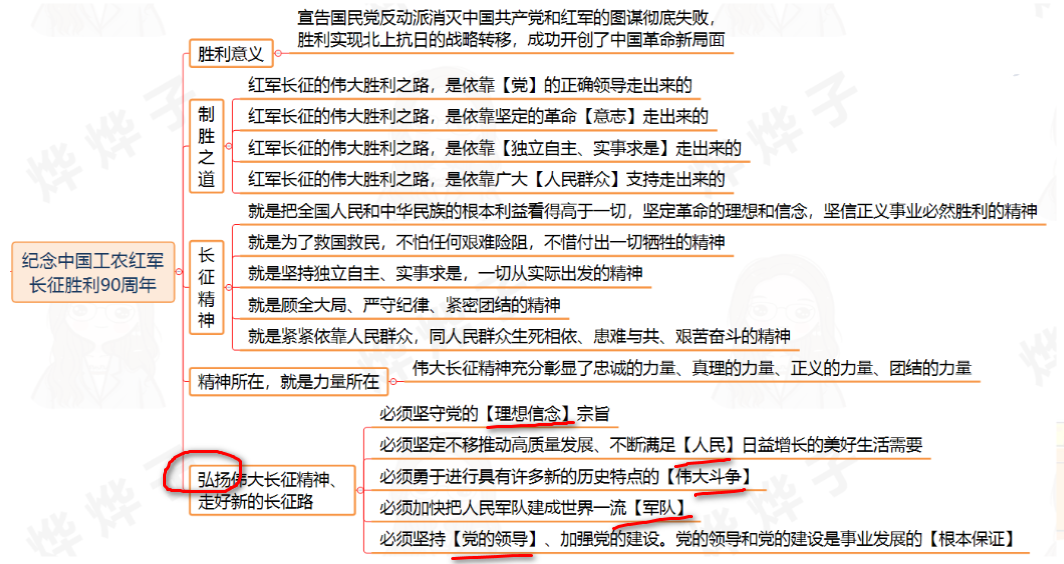 纪念中国工农红军
长征胜利90周年
胜利意义
宣告国民党反动派消灭中国共产党和红军的图谋彻底失败，
胜利实现北上抗日的战略转移，成功开创了中国革命新局面
制
胜
之
道
红军长征的伟大胜利之路，是依靠【党】的正确领导走出来的
红军长征的伟大胜利之路，是依靠坚定的革命【意志】走出来的
红军长征的伟大胜利之路，是依靠【独立自主、实事求是】走出来的
红军长征的伟大胜利之路，是依靠广大【人民群众】支持走出来的
长
征
精
神
就是把全国人民和中华民族的根本利益看得高于一切，坚定革命的理想和信念，坚信正义事业必然胜利的精神
就是为了救国救民，不怕任何艰难险阻，不惜付出一切牺牲的精神
就是坚持独立自主、实事求是，一切从实际出发的精神
就是顾全大局、严守纪律、紧密团结的精神
就是紧紧依靠人民群众，同人民群众生死相依、患难与共、艰苦奋斗的精神
精神所在，就是力量所在
伟大长征精神充分彰显了忠诚的力量、真理的力量、正义的力量、团结的力量
弘扬伟大长征精神、
走好新的长征路
必须坚守党的【理想信念】宗旨
必须坚定不移推动高质量发展、不断满足【人民】日益增长的美好生活需要
必须勇于进行具有许多新的历史特点的【伟大斗争】
必须加快把人民军队建成世界一流【军队】
必须坚持【党的领导】、加强党的建设。党的领导和党的建设是事业发展的【根本保证】
烨烨子
烨烨子
烨烨子
烨烨子
烨烨子